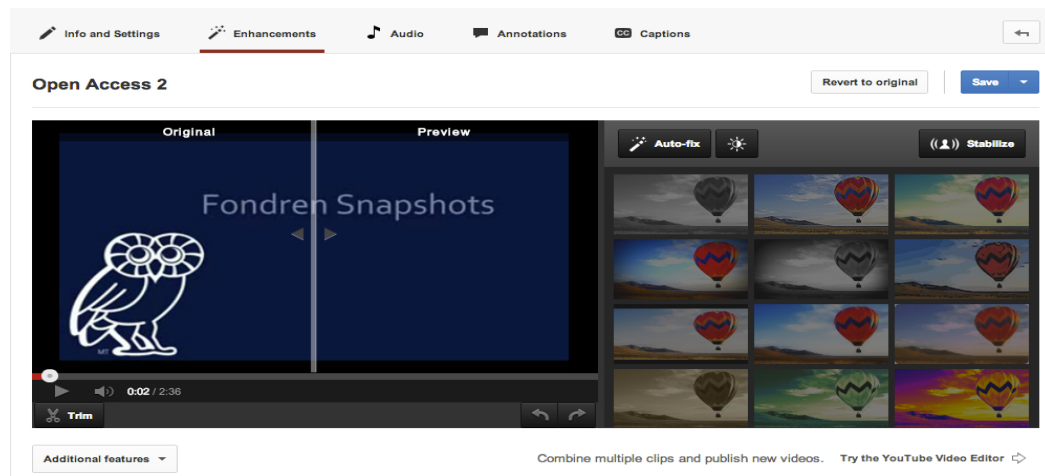 Info and Settings Enhancements Audio Annotations CC Captions
Open Access 2 Revert to original Save
Original Preview Auto-fix Stabilize
Fondren Snapshots
MT
0:02 / 2:36
Trim
Additional features Combine multiple clips and publish new videos. Try the YouTube Video Editor